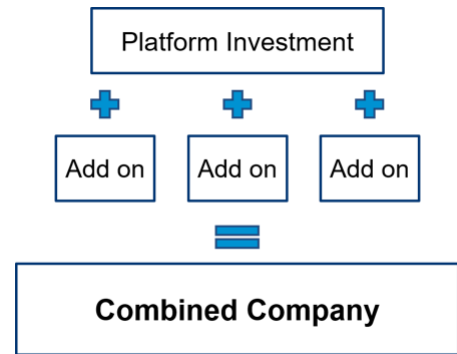 Platform Investment
Add on Add on Add on
Combined Company